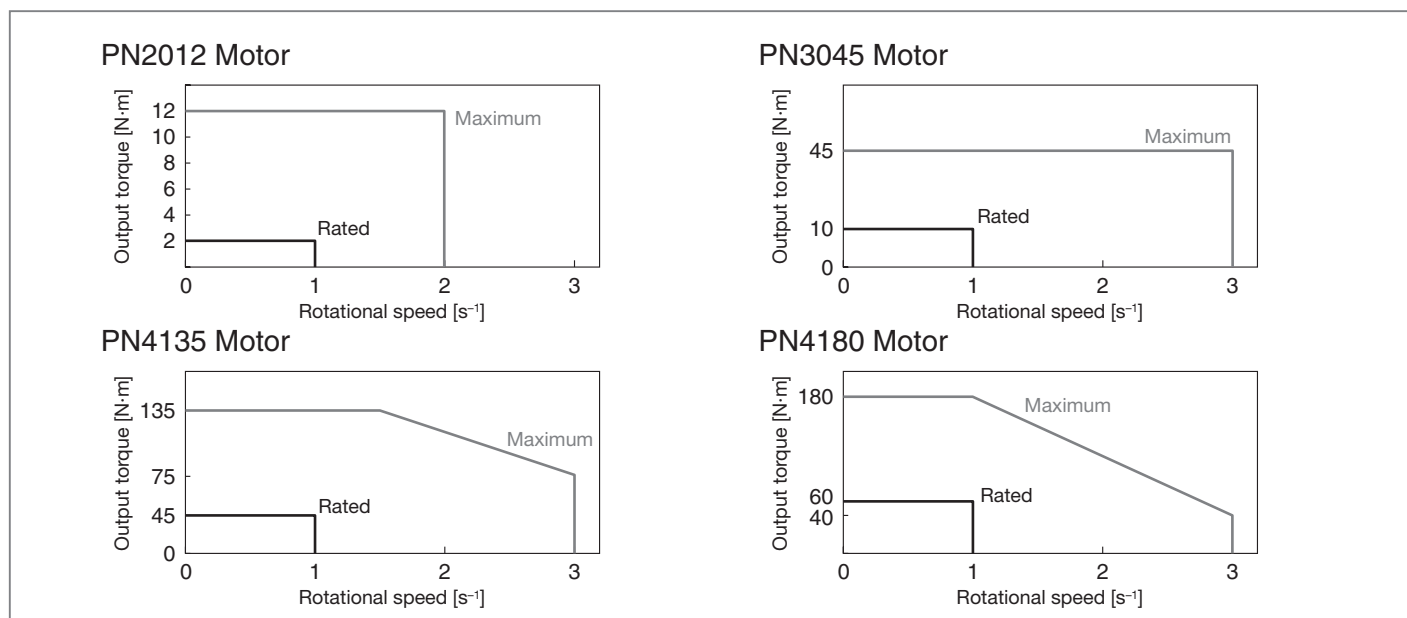 PN2012 Motor
Output torque [N·m]
12
10
8
6
4
2
Maximum
Rated
0 1 2 3
Rotational speed [s⁻¹]
PN3045 Motor
Output torque [N·m]
45
10
0
Maximum
Rated
0 1 2 3
Rotational speed [s⁻¹]
PN4135 Motor
Output torque [N·m]
135
75
45
0
Maximum
Rated
0 1 2 3
Rotational speed [s⁻¹]
PN4180 Motor
Output torque [N·m]
180
60
40
Maximum
Rated
0 1 2 3
Rotational speed [s⁻¹]